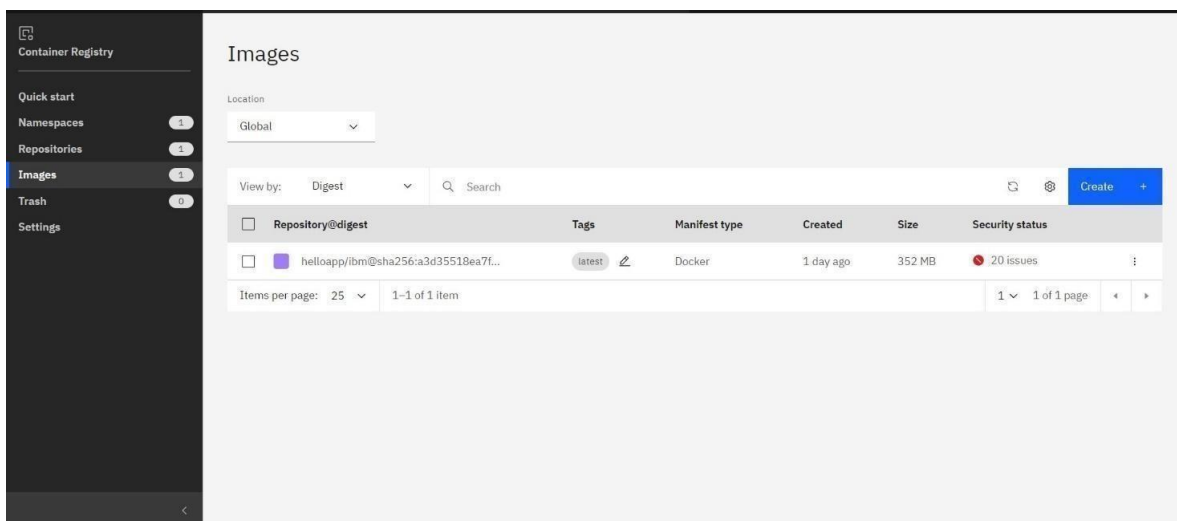 Container Registry
Quick start
Namespaces 1
Repositories 1
Images 1
Trash 0
Settings
Images
Location
Global
View by: Digest Search Create +
Repository@digest Tags Manifest type Created Size Security status
helloapp/ibm@sha256:a3d35518ea7f... latest Docker 1 day ago 352 MB 20 issues
Items per page: 25 1–1 of 1 item 1 1 of 1 page